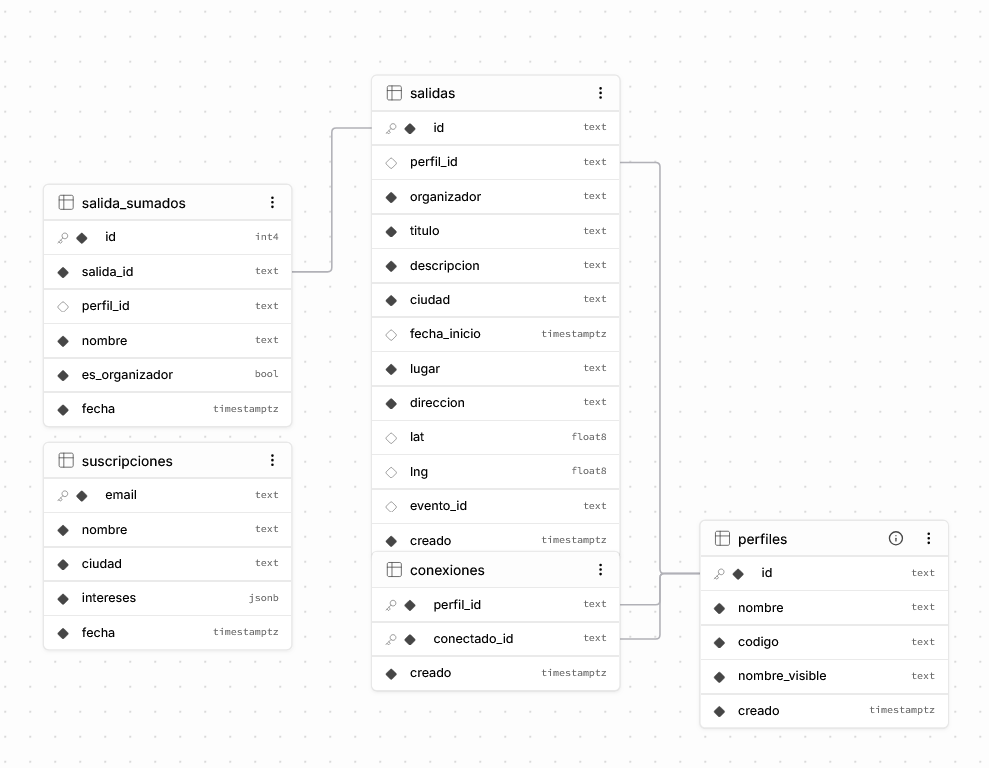 salidas
id text
perfil_id text
organizador text
titulo text
descripcion text
ciudad text
fecha_inicio timestamptz
lugar text
direccion text
lat float8
lng float8
evento_id text
creado timestamptz
salida_sumados
id int4
salida_id text
perfil_id text
nombre text
es_organizador bool
fecha timestamptz
suscripciones
email text
nombre text
ciudad text
intereses jsonb
fecha timestamptz
conexiones
perfil_id text
conectado_id text
creado timestamptz
perfiles
id text
nombre text
codigo text
nombre_visible text
creado timestamptz